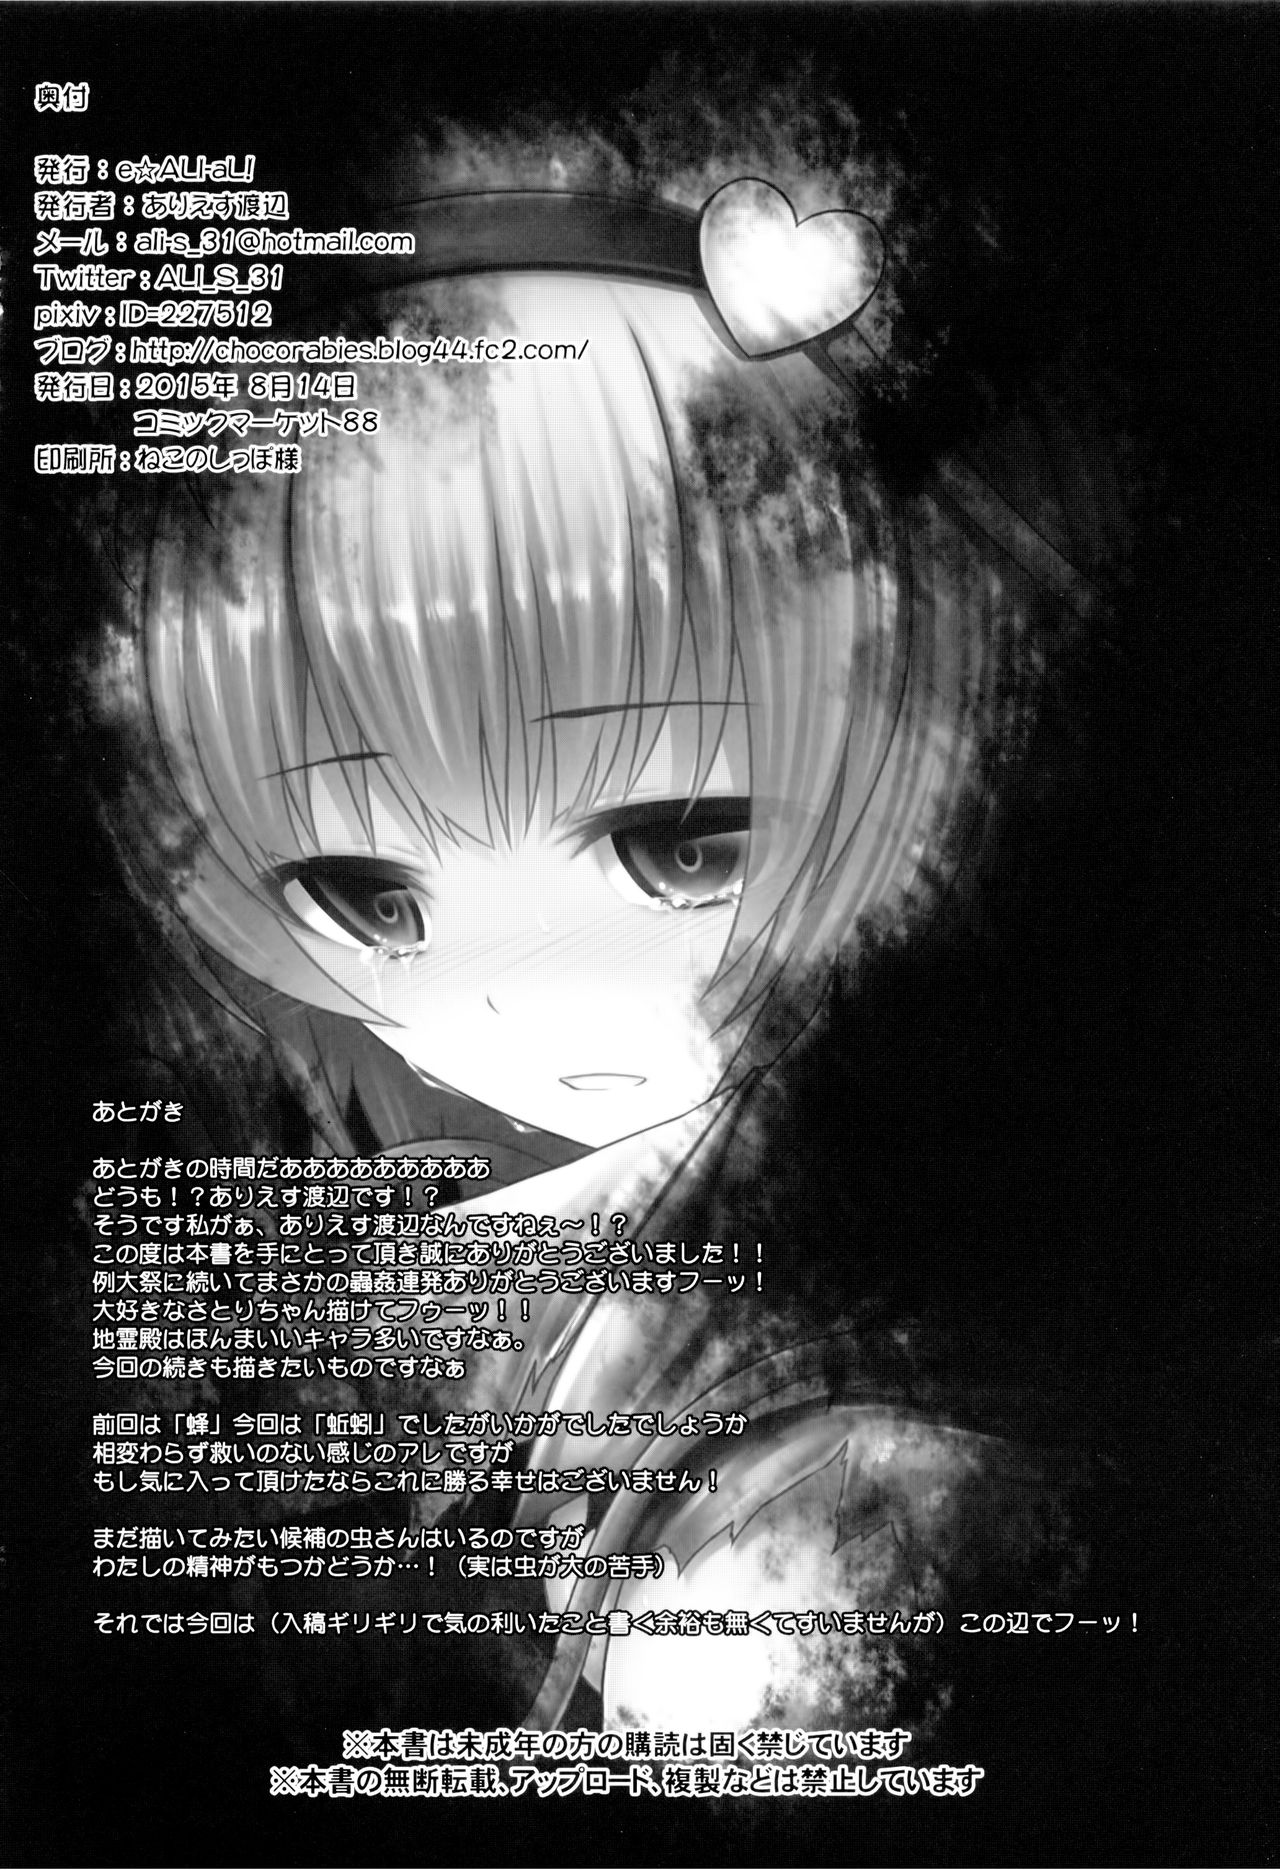 奥付
発行：e☆ALI-aL!
発行者：ありえす渡辺
メール：ali-s_31@hotmail.com
Twitter：ALI_S_31
pixiv：ID=227512
ブログ：http://chocorabies.blog44.fc2.com/
発行日：2015年 8月14日
コミックマーケット88
印刷所：ねこのしっぽ様
あとがき
あとがきの時間だあああああああああ
どうも！？ありえす渡辺です！？
そうです私がぁ、ありえす渡辺なんですねぇ～！？
この度は本書を手にとって頂き誠にありがとうございました！！
例大祭に続いてまさかの蟲姦連発ありがとうございますフーッ！
大好きなさとりちゃん描けてフゥーッ！！
地霊殿はほんまいいキャラ多いですなぁ。
今回の続きも描きたいものですなぁ
前回は「蜂」今回は「蚯蚓」でしたがいかがでしたでしょうか
相変わらず救いのない感じのアレですが
もし気に入って頂けたならこれに勝る幸せはございません！
まだ描いてみたい候補の虫さんはいるのですが
わたしの精神がもつかどうか…！（実は虫が大の苦手）
それでは今回は（入稿ギリギリで気の利いたこと書く余裕も無くてすいませんが）この辺でフーッ！
※本書は未成年の方の購読は固く禁じています
※本書の無断転載、アップロード、複製などは禁止しています